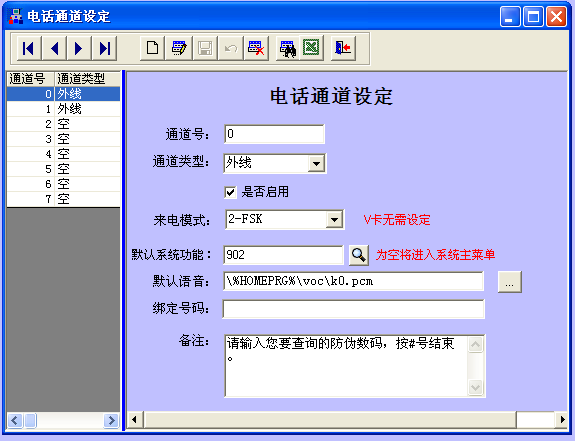 电话通道设定
通道号 通道类型
0 外线
1 外线
2 空
3 空
4 空
5 空
6 空
7 空
电话通道设定
通道号: 0
通道类型: 外线
是否启用
来电模式: 2-FSK V卡无需设定
默认系统功能: 902 为空将进入系统主菜单
默认语音: \%HOMEPRG%\voc\k0.pcm ...
绑定号码:
备注: 请输入您要查询的防伪数码，按#号结束
。